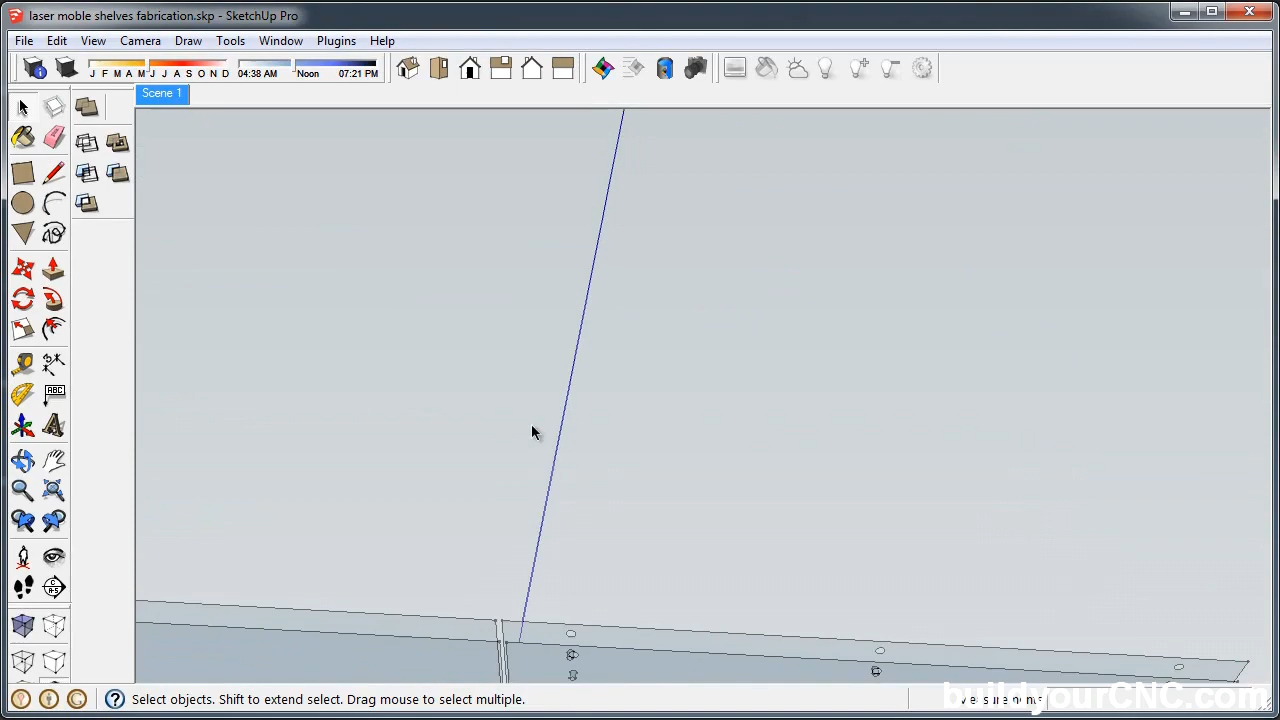 laser moble shelves fabrication.skp - SketchUp Pro
File Edit View Camera Draw Tools Window Plugins Help
J F M A M J J A S O N D 04:38 AM Noon 07:21 PM
Scene 1
ABC
Select objects. Shift to extend select. Drag mouse to select multiple.
buildyourCNC.com